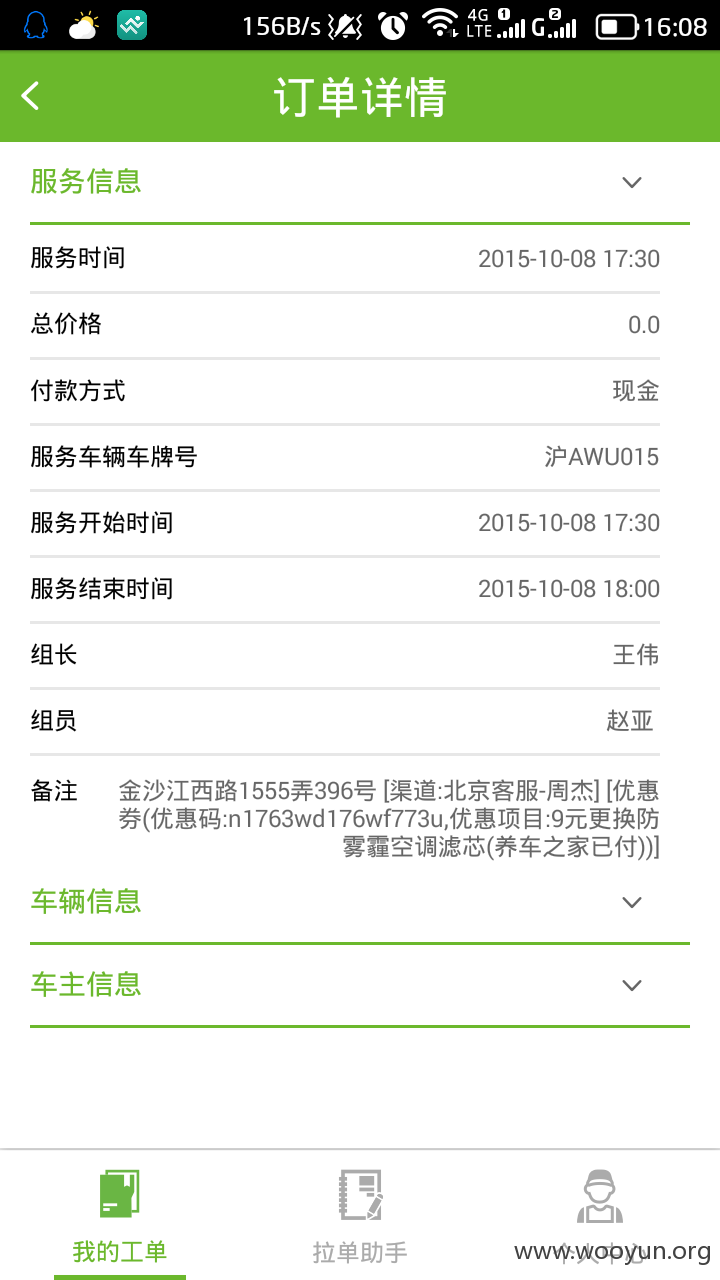 156B/s 4G LTE 1 G 2 16:08
订单详情
服务信息
服务时间 2015-10-08 17:30
总价格 0.0
付款方式 现金
服务车辆车牌号 沪AWU015
服务开始时间 2015-10-08 17:30
服务结束时间 2015-10-08 18:00
组长 王伟
组员 赵亚
备注 金沙江西路1555弄396号 [渠道:北京客服-周杰] [优惠
券(优惠码:n1763wd176wf773u,优惠项目:9元更换防
雾霾空调滤芯(养车之家已付))]
车辆信息
车主信息
我的工单 拉单助手 个人中心
www.wooyun.org